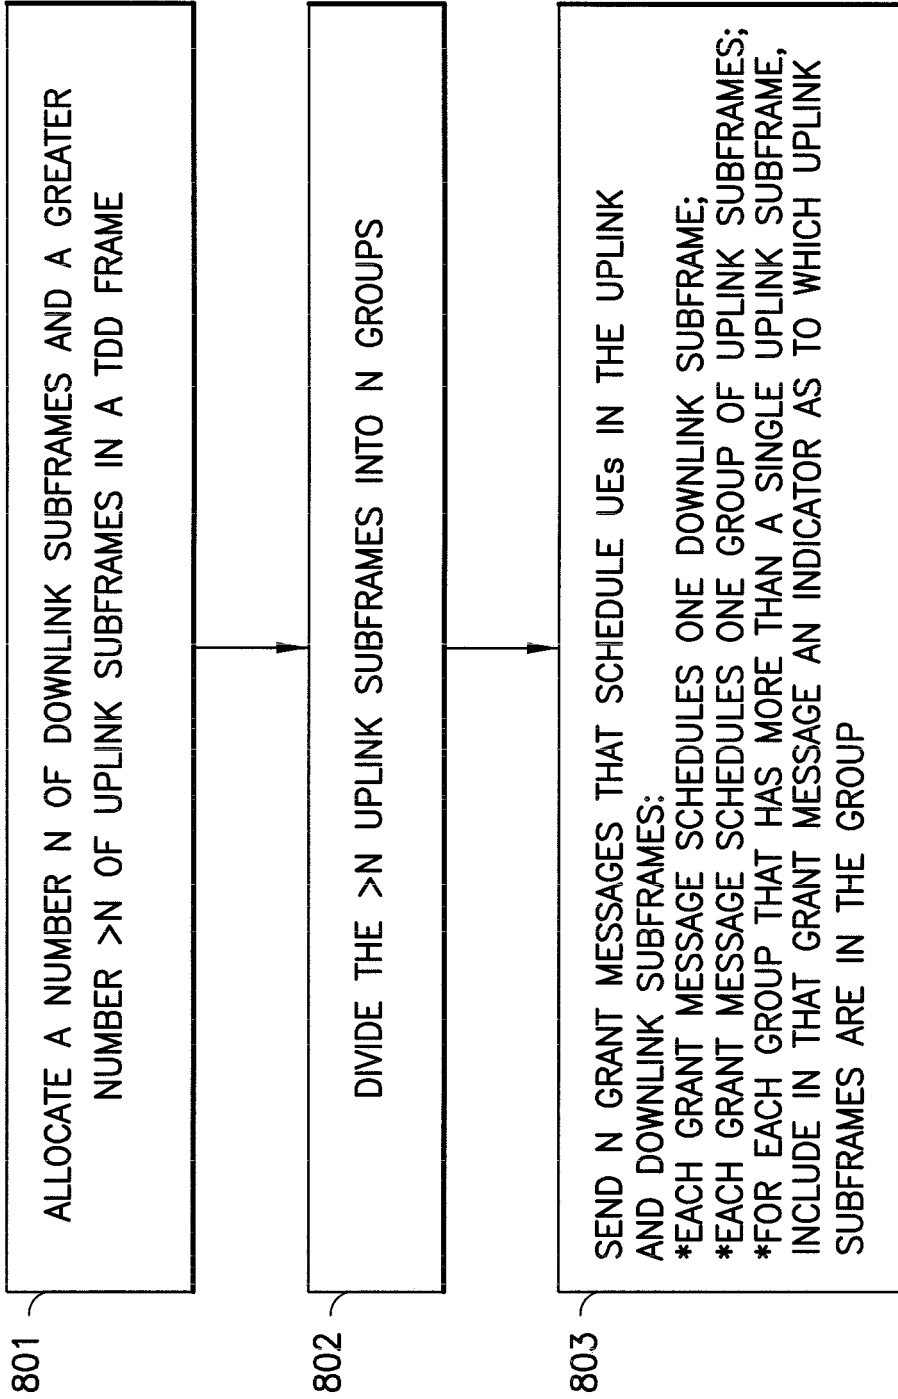 801
ALLOCATE A NUMBER N OF DOWNLINK SUBFRAMES AND A GREATER
NUMBER >N OF UPLINK SUBFRAMES IN A TDD FRAME
802
DIVIDE THE >N UPLINK SUBFRAMES INTO N GROUPS
803
SEND N GRANT MESSAGES THAT SCHEDULE UEs IN THE UPLINK
AND DOWNLINK SUBFRAMES:
*EACH GRANT MESSAGE SCHEDULES ONE DOWNLINK SUBFRAME;
*EACH GRANT MESSAGE SCHEDULES ONE GROUP OF UPLINK SUBFRAMES;
*FOR EACH GROUP THAT HAS MORE THAN A SINGLE UPLINK SUBFRAME,
INCLUDE IN THAT GRANT MESSAGE AN INDICATOR AS TO WHICH UPLINK
SUBFRAMES ARE IN THE GROUP